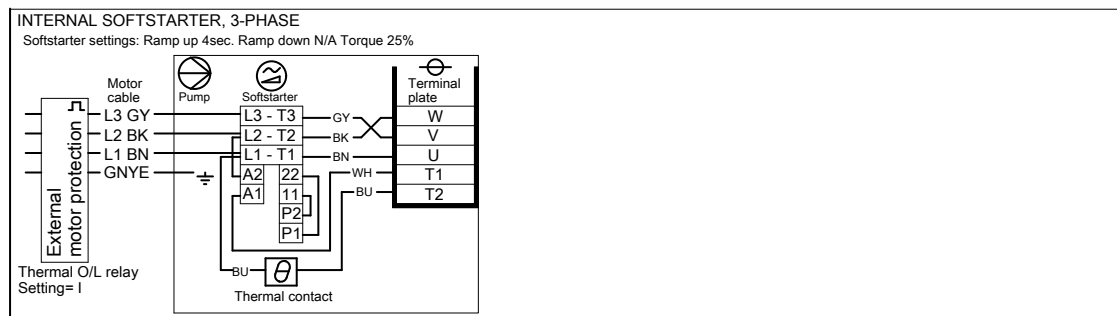 INTERNAL SOFTSTARTER, 3-PHASE
Softstarter settings: Ramp up 4sec. Ramp down N/A Torque 25%
Motor
cable
Pump
Softstarter
Terminal
plate
L3 GY
L3 - T3
GY
W
L2 BK
L2 - T2
BK
V
L1 BN
L1 - T1
BN
U
GNYE
A2
22
WH
T1
A1
11
BU
T2
P2
P1
External
motor protection
Thermal O/L relay
Setting= I
BU
Thermal contact